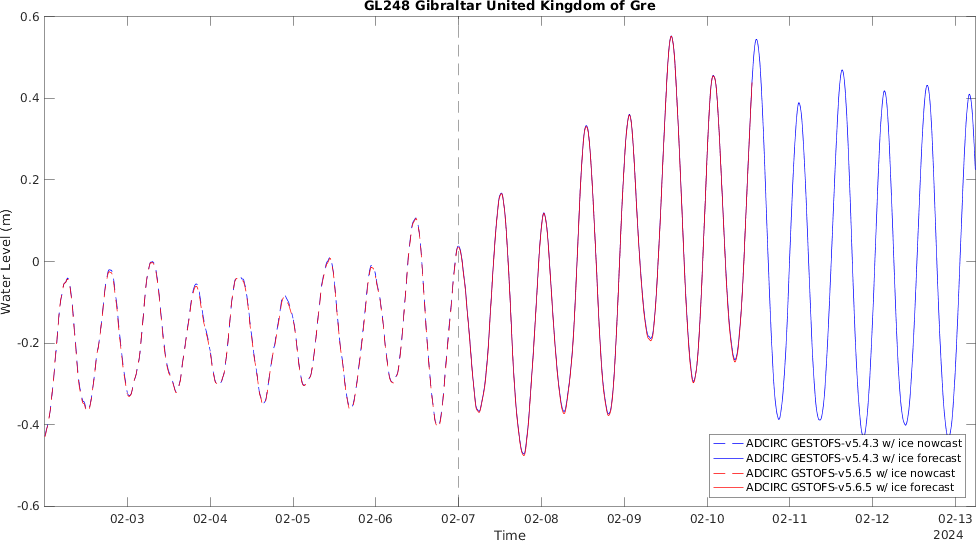 GL248 Gibraltar United Kingdom of Gre
0.6
0.4
0.2
0
-0.2
-0.4
-0.6
Water Level (m)
02-03 02-04 02-05 02-06 02-07 02-08 02-09 02-10 02-11 02-12 02-13
Time
2024
ADCIRC GESTOFS-v5.4.3 w/ ice nowcast
ADCIRC GESTOFS-v5.4.3 w/ ice forecast
ADCIRC GSTOFS-v5.6.5 w/ ice nowcast
ADCIRC GSTOFS-v5.6.5 w/ ice forecast